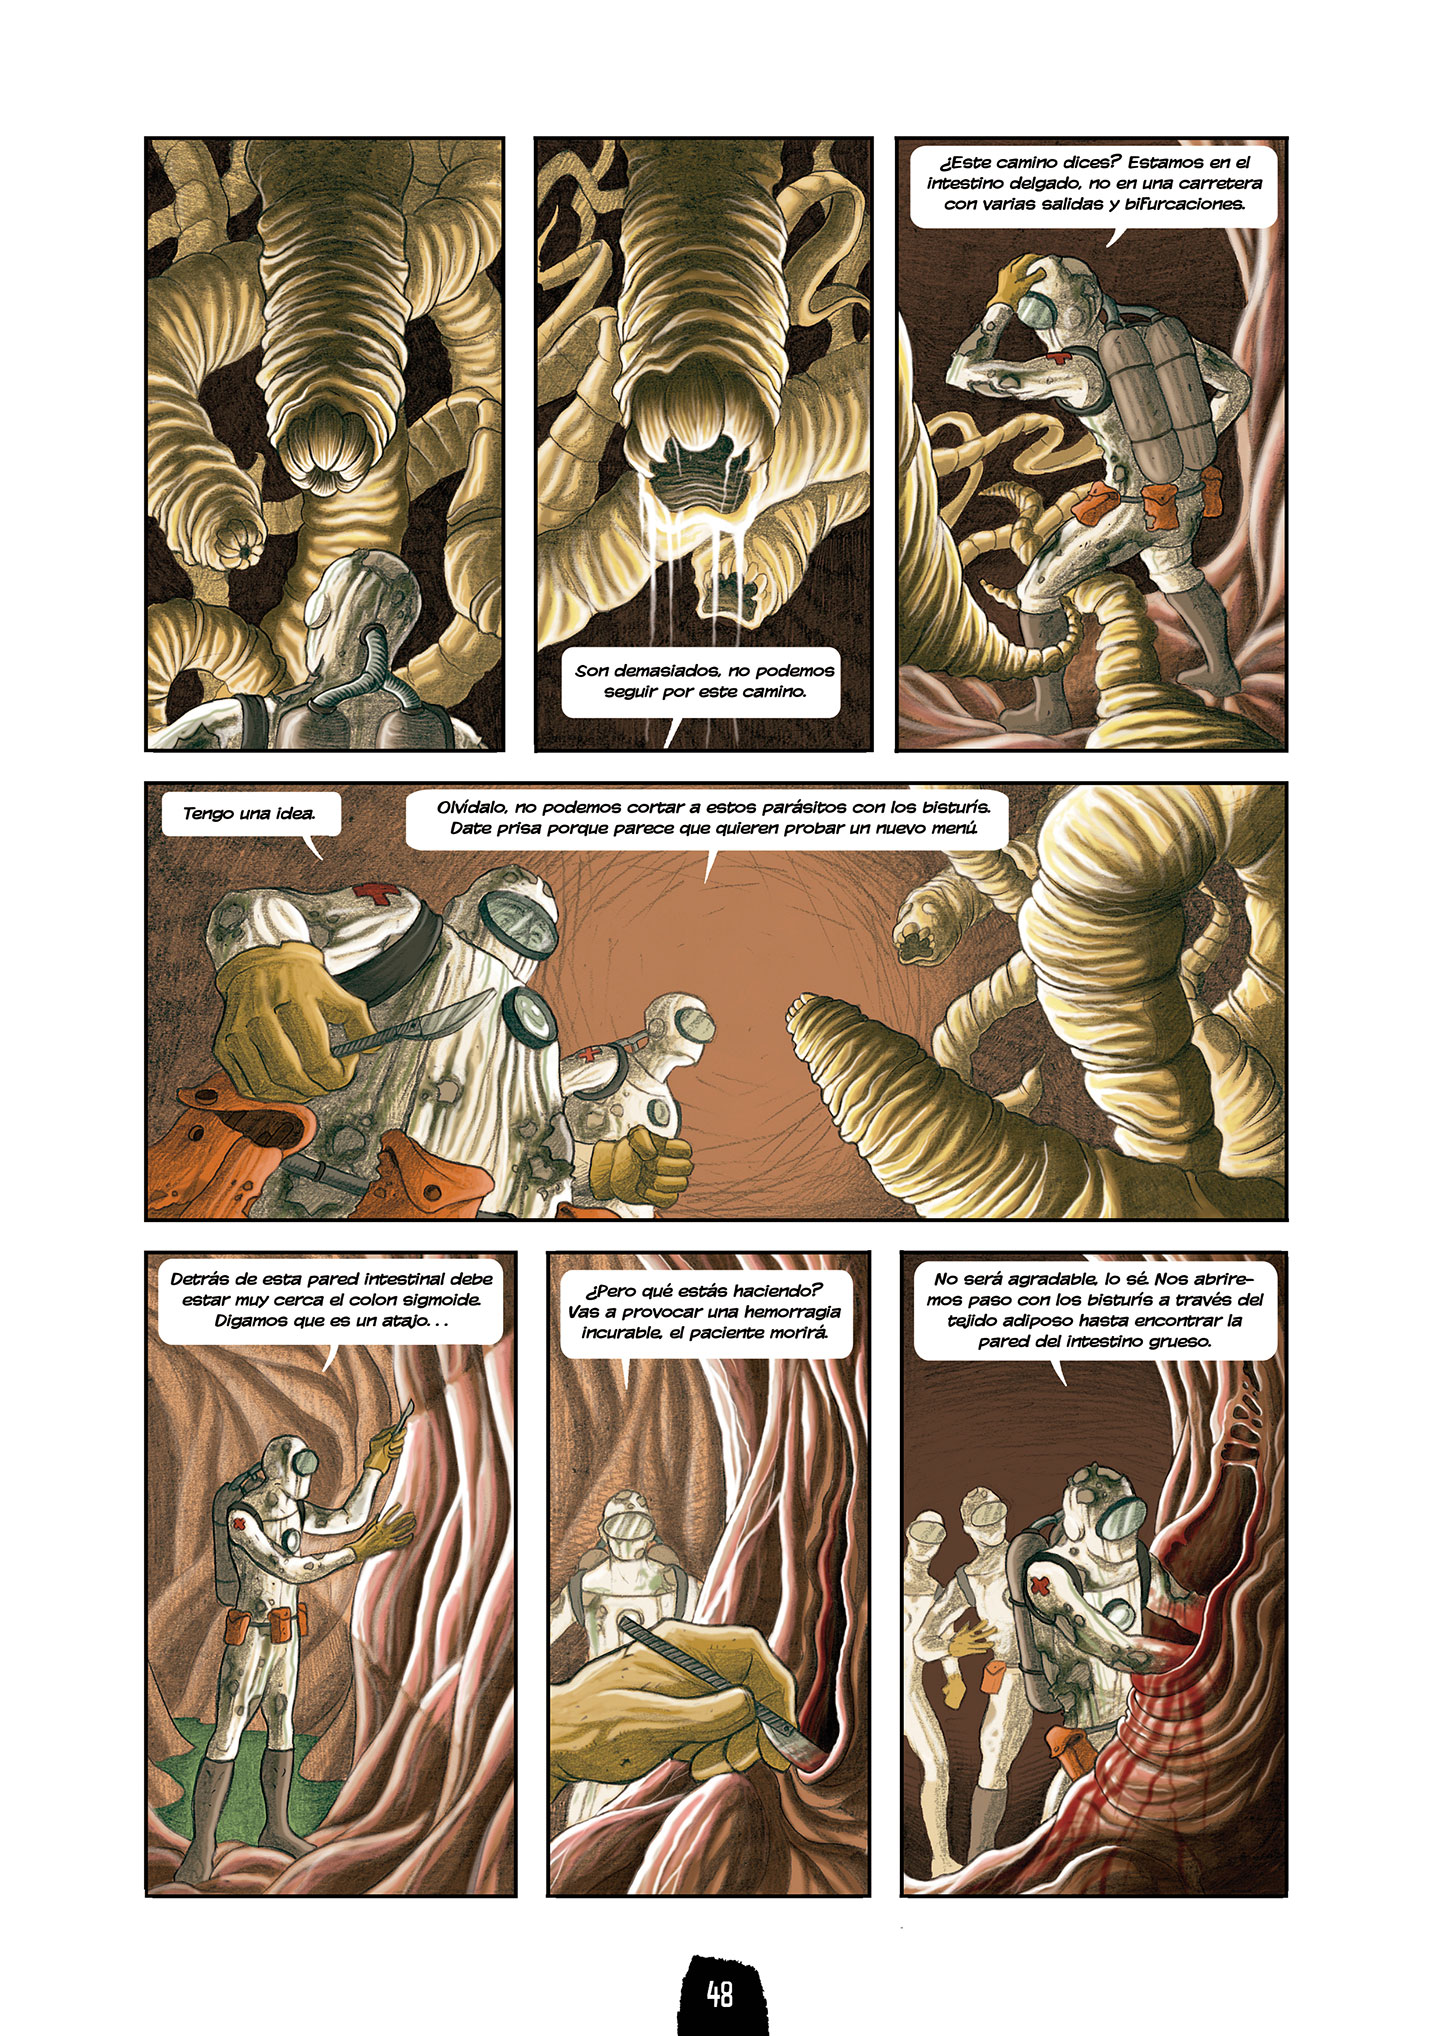 Son demasiados, no podemos
seguir por este camino.
¿Este camino dices? Estamos en el
intestino delgado, no en una carretera
con varias salidas y biFurcaciones.
Tengo una idea.
Olvídalo, no podemos cortar a estos parásitos con los bisturís.
Date prisa porque parece que quieren probar un nuevo menú.
Detrás de esta pared intestinal debe
estar muy cerca el colon sigmoide.
Digamos que es un atajo...
¿Pero qué estás haciendo?
Vas a provocar una hemorragia
incurable, el paciente morirá.
No será agradable, lo sé. Nos abrire-
mos paso con los bisturís a través del
tejido adiposo hasta encontrar la
pared del intestino grueso.
48